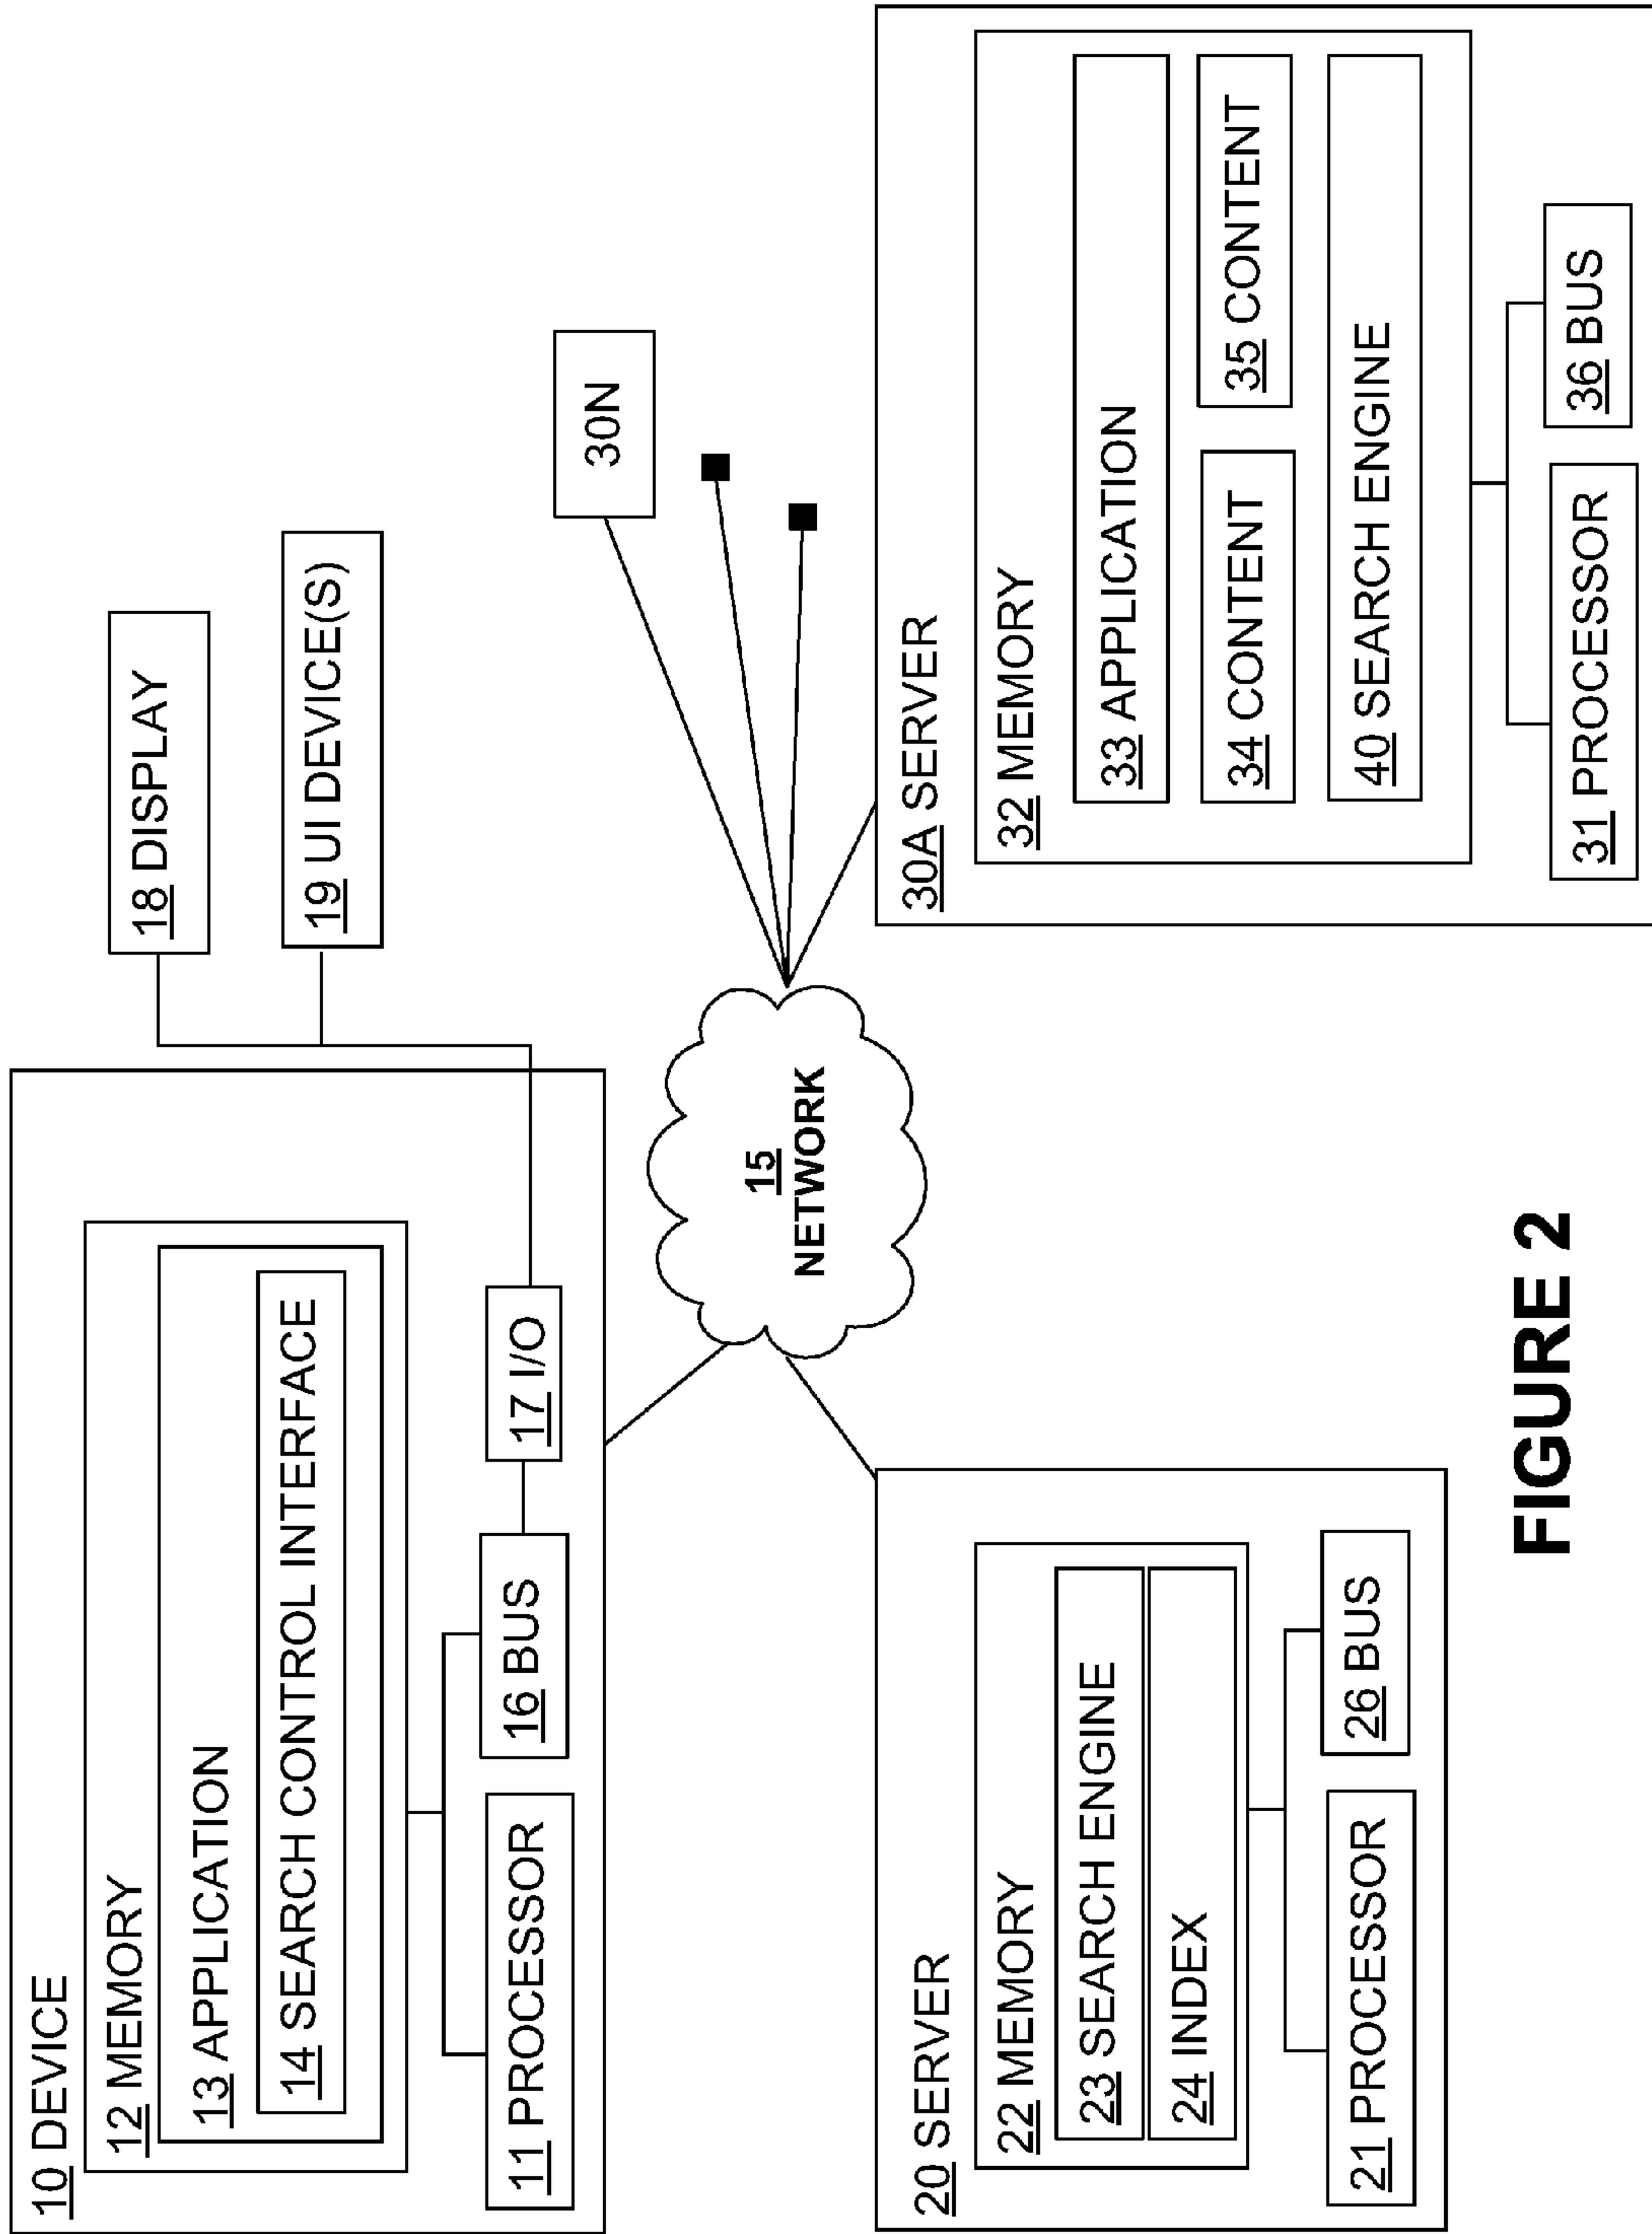 10 DEVICE
12 MEMORY
13 APPLICATION
14 SEARCH CONTROL INTERFACE
11 PROCESSOR
16 BUS
17 I/O
18 DISPLAY
19 UI DEVICE(S)
15
NETWORK
30N
20 SERVER
22 MEMORY
23 SEARCH ENGINE
24 INDEX
21 PROCESSOR
26 BUS
30A SERVER
32 MEMORY
33 APPLICATION
34 CONTENT
35 CONTENT
40 SEARCH ENGINE
31 PROCESSOR
36 BUS
FIGURE 2